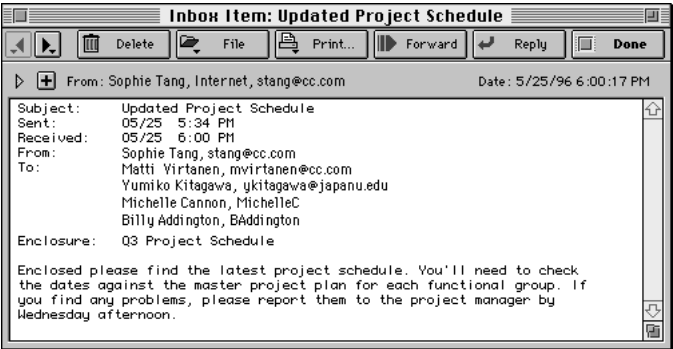 Inbox Item: Updated Project Schedule
Delete File Print... Forward Reply Done
From: Sophie Tang, Internet, stang@cc.com Date: 5/25/96 6:00:17 PM
Subject: Updated Project Schedule
Sent: 05/25 5:34 PM
Received: 05/25 6:00 PM
From: Sophie Tang, stang@cc.com
To: Matti Virtanen, mvirtanen@cc.com
Yumiko Kitagawa, ykitagawa@japanu.edu
Michelle Cannon, MichelleC
Billy Addington, BAddington
Enclosure: Q3 Project Schedule
Enclosed please find the latest project schedule. You'll need to check
the dates against the master project plan for each functional group. If
you find any problems, please report them to the project manager by
Wednesday afternoon.